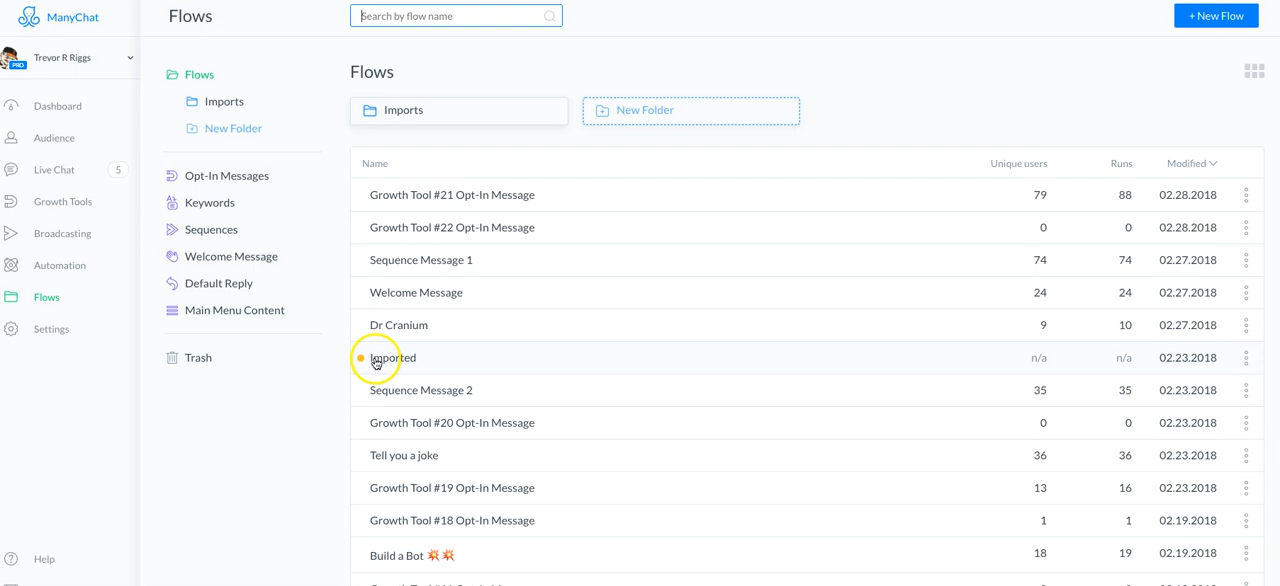 ManyChat
Flows
Search by flow name
+ New Flow
PRO
Trevor R Riggs
Dashboard
Audience
Live Chat 5
Growth Tools
Broadcasting
Automation
Flows
Settings
Help
Flows
Imports
New Folder
Opt-In Messages
Keywords
Sequences
Welcome Message
Default Reply
Main Menu Content
Trash
Flows
Imports
New Folder
Name Unique users Runs Modified
Growth Tool #21 Opt-In Message 79 88 02.28.2018
Growth Tool #22 Opt-In Message 0 0 02.28.2018
Sequence Message 1 74 74 02.27.2018
Welcome Message 24 24 02.27.2018
Dr Cranium 9 10 02.27.2018
Imported n/a n/a 02.23.2018
Sequence Message 2 35 35 02.23.2018
Growth Tool #20 Opt-In Message 0 0 02.23.2018
Tell you a joke 36 36 02.23.2018
Growth Tool #19 Opt-In Message 13 16 02.23.2018
Growth Tool #18 Opt-In Message 1 1 02.19.2018
Build a Bot 💥💥 18 19 02.19.2018